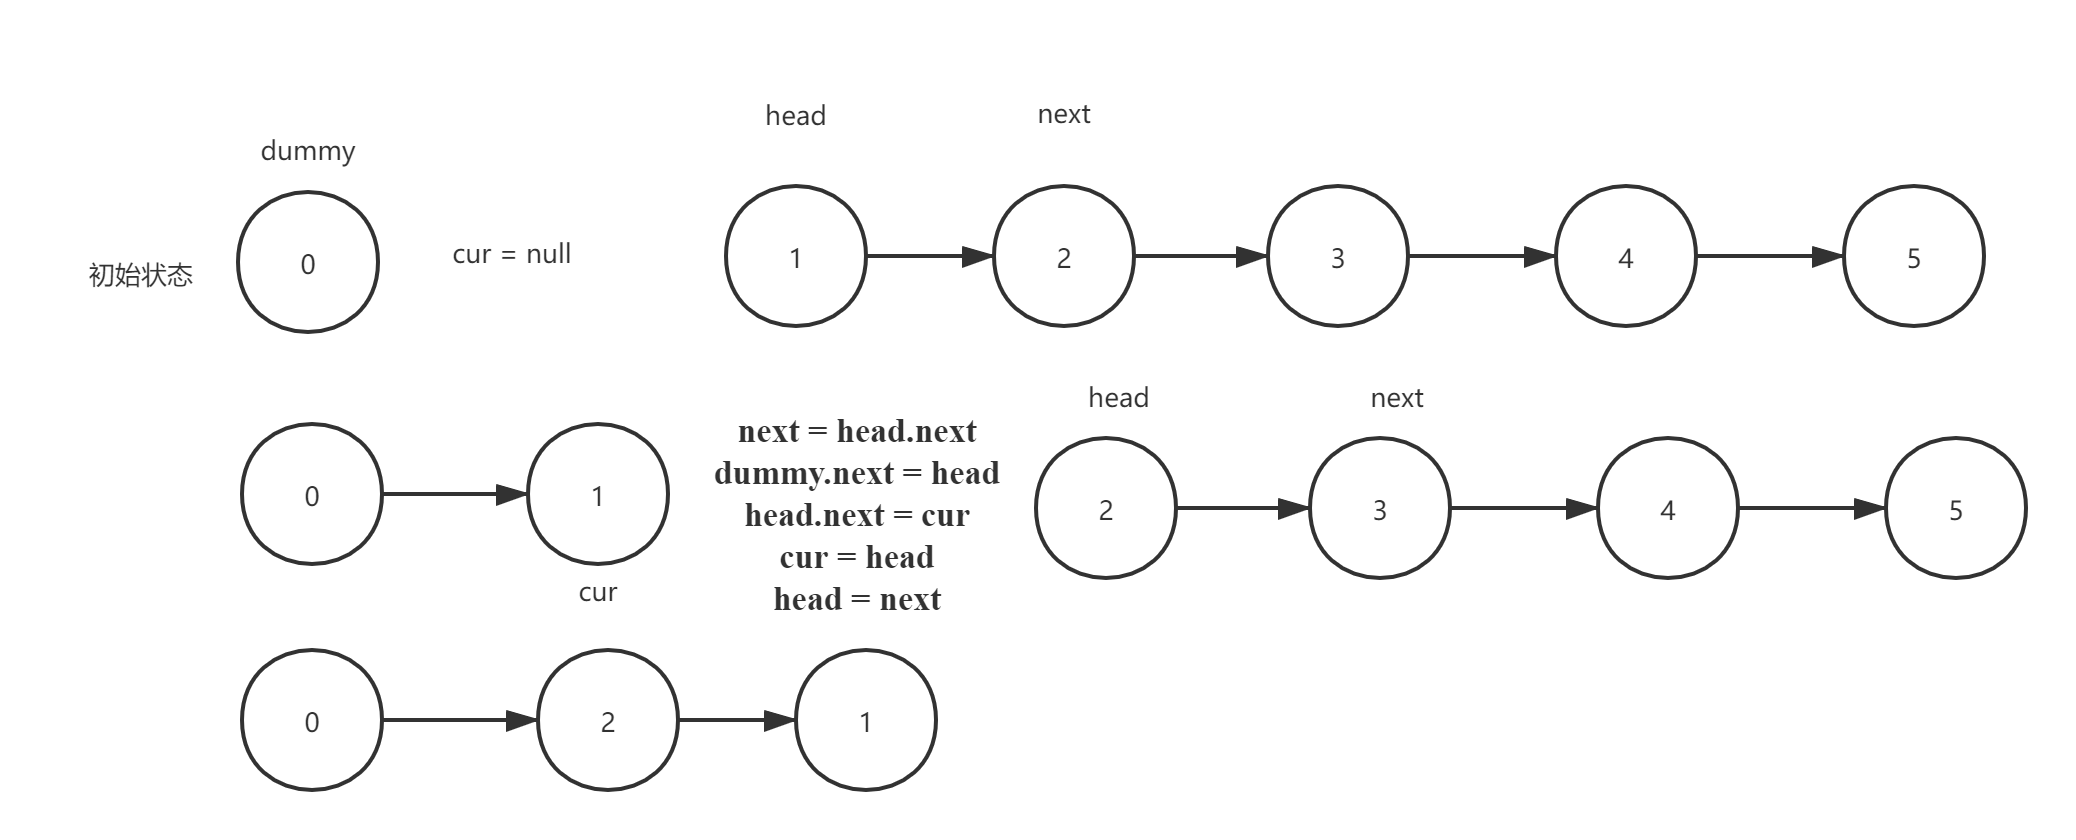 head
next
dummy
初始状态
0
cur = null
1
2
3
4
5
head
next
0
1
cur
next = head.next
dummy.next = head
head.next = cur
cur = head
head = next
2
3
4
5
0
2
1